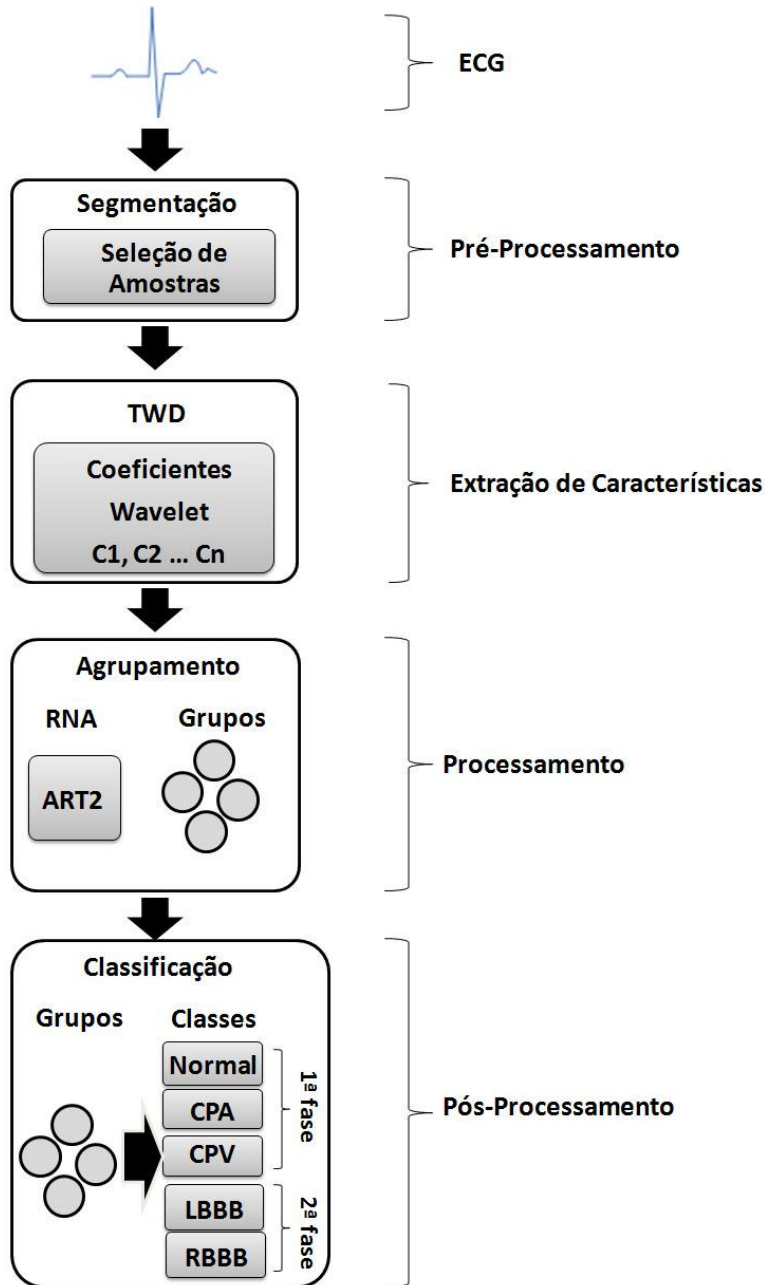 ECG
Segmentação
Seleção de
Amostras
Pré-Processamento
TWD
Coeficientes
Wavelet
C1, C2 ... Cn
Extração de Características
Agrupamento
RNA
Grupos
ART2
Processamento
Classificação
Grupos
Classes
Normal
CPA
CPV
1ª fase
LBBB
RBBB
2ª fase
Pós-Processamento